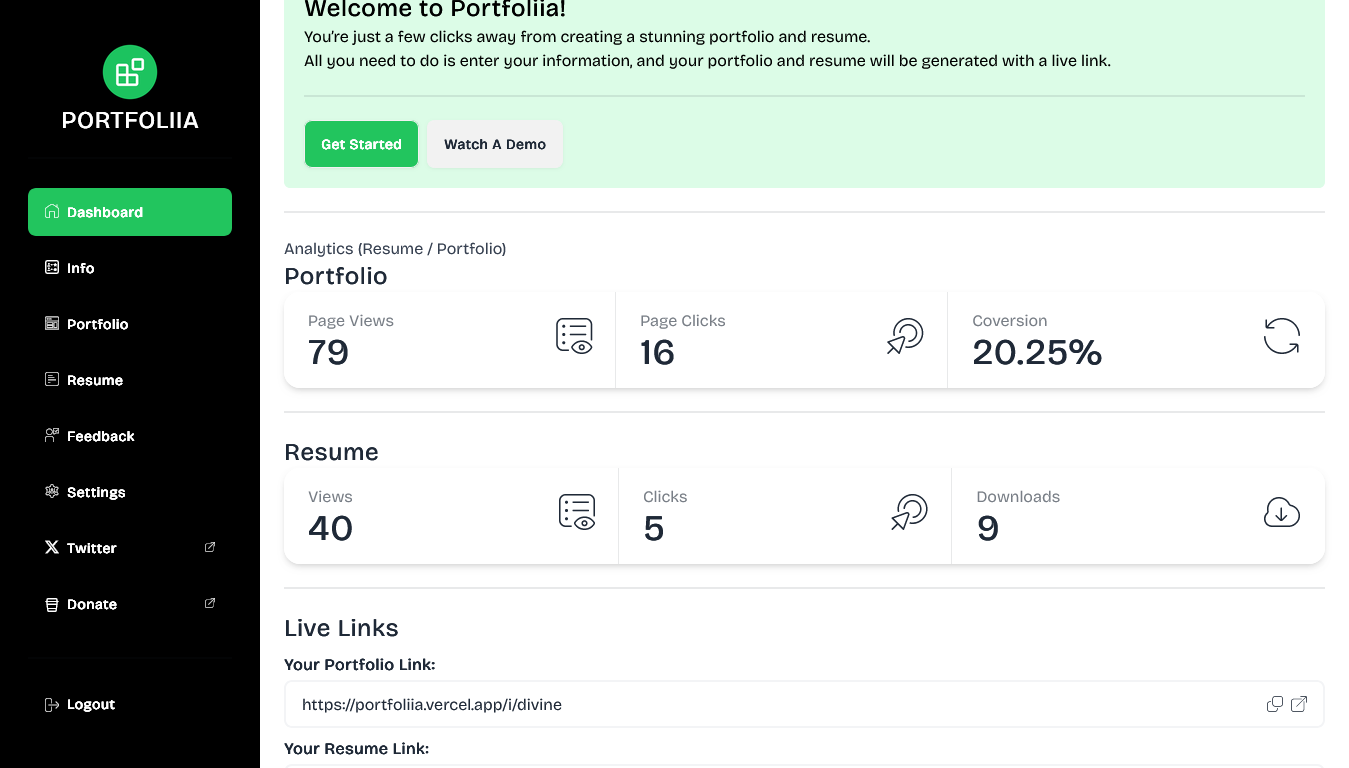 PORTFOLIIA
Dashboard
Info
Portfolio
Resume
Feedback
Settings
Twitter
Donate
Logout
Welcome to Portfoliia!
You're just a few clicks away from creating a stunning portfolio and resume.
All you need to do is enter your information, and your portfolio and resume will be generated with a live link.
Get Started
Watch A Demo
Analytics (Resume / Portfolio)
Portfolio
Page Views
79
Page Clicks
16
Coversion
20.25%
Resume
Views
40
Clicks
5
Downloads
9
Live Links
Your Portfolio Link:
https://portfoliia.vercel.app/i/divine
Your Resume Link: